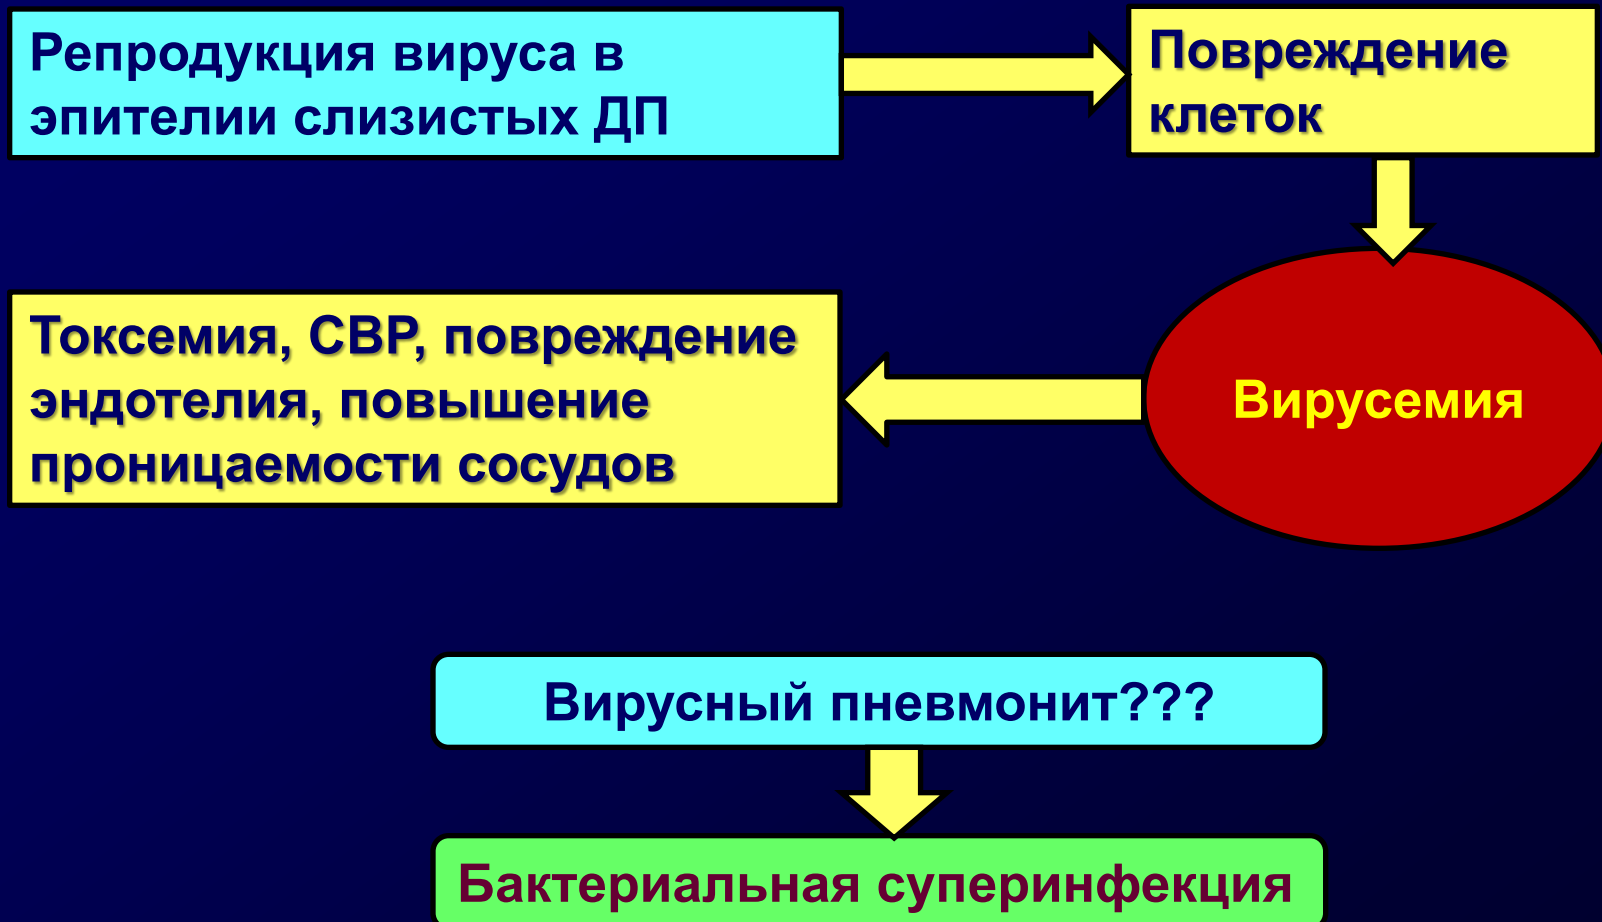 Репродукция вируса в
эпителии слизистых ДП
Повреждение
клеток
Токсемия, СВР, повреждение
эндотелия, повышение
проницаемости сосудов
Вирусемия
Вирусный пневмонит???
Бактериальная суперинфекция